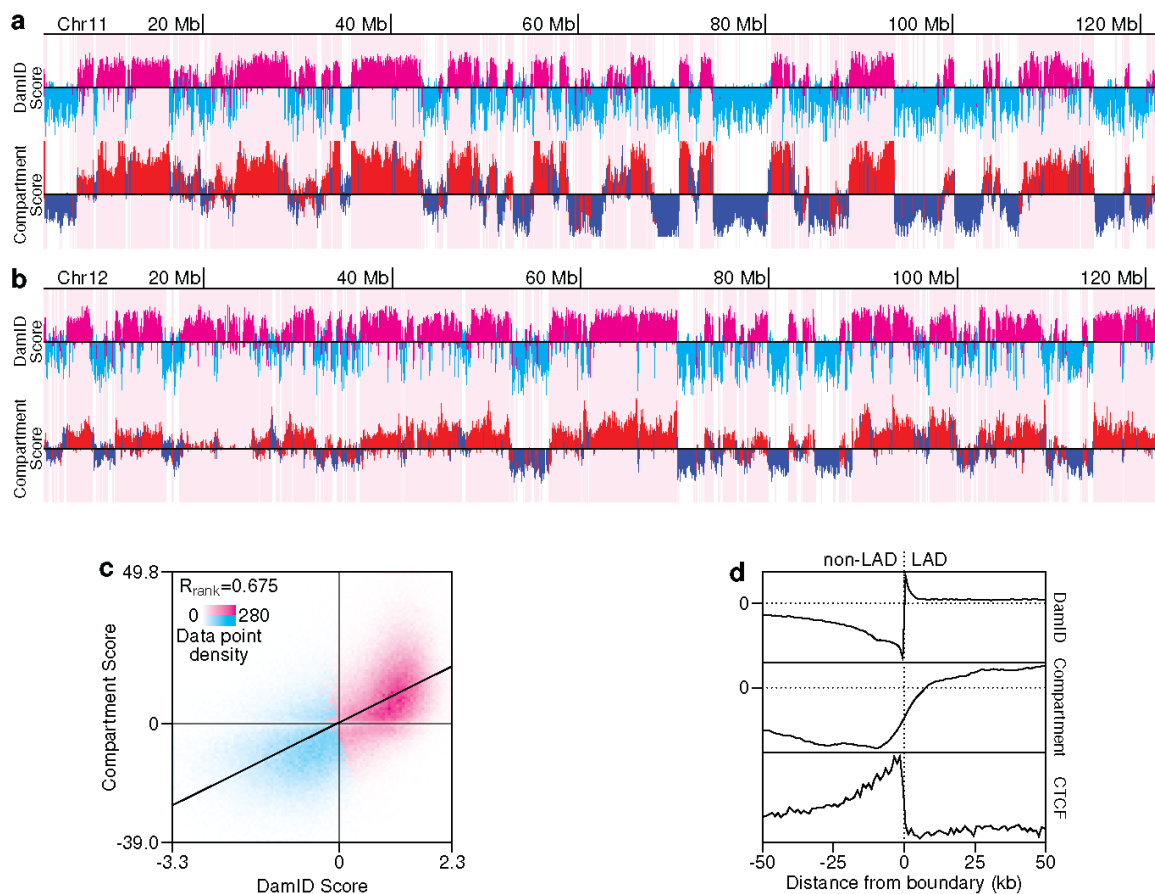 a
Chr11 20 Mb 40 Mb 60 Mb 80 Mb 100 Mb 120 Mb
DamID
Score
Compartment
Score
b
Chr12 20 Mb 40 Mb 60 Mb 80 Mb 100 Mb 120 Mb
DamID
Score
Compartment
Score
c
49.8
Rrank=0.675
0 280
Data point
density
Compartment Score
0
-39.0
-3.3 0 2.3
DamID Score
d
non-LAD LAD
0
DamID
0
Compartment
CTCF
-50 -25 0 25 50
Distance from boundary (kb)